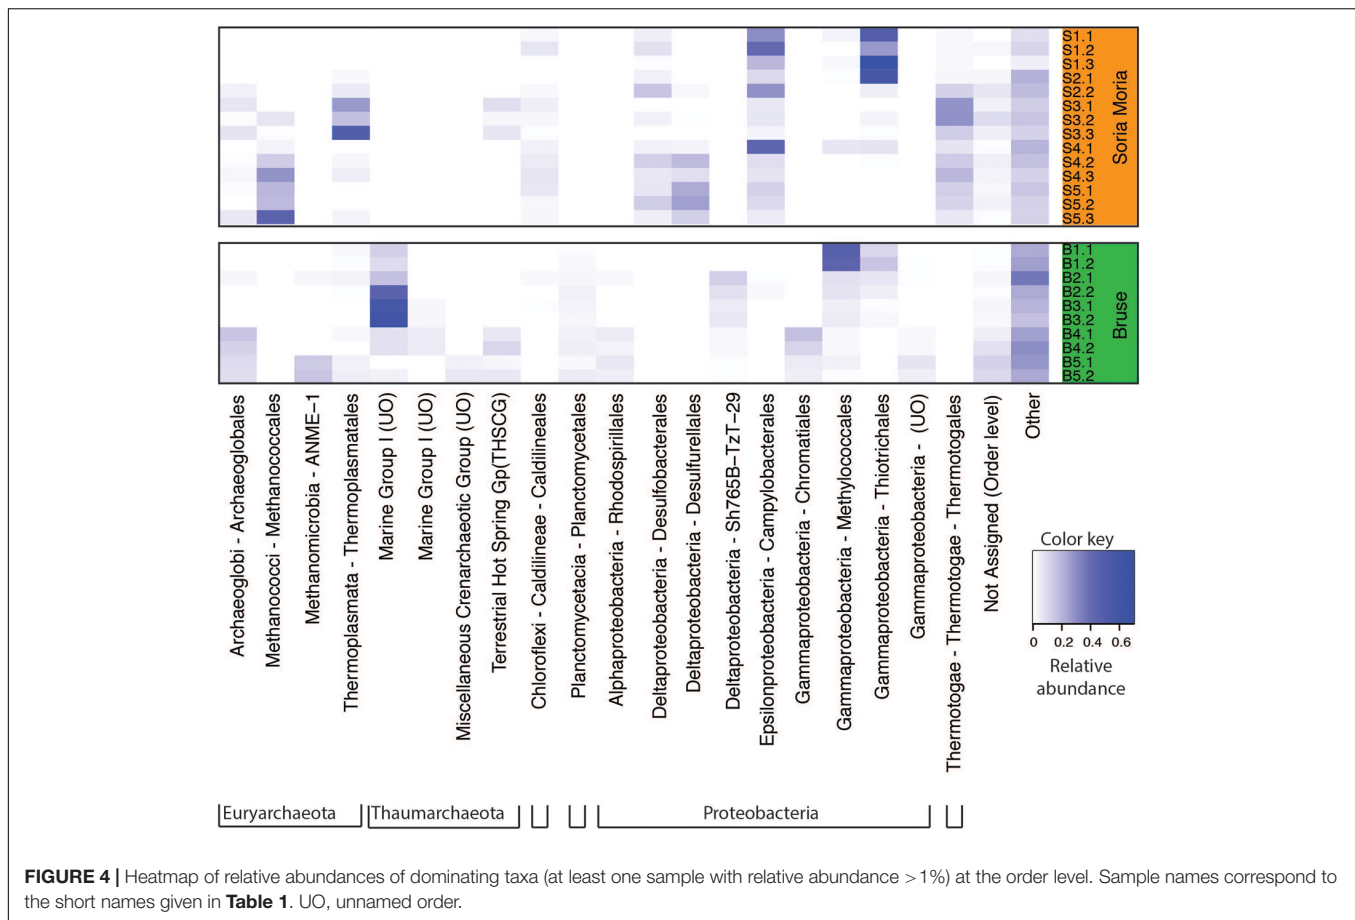 S1.1
S1.2
S1.3
S2.1
S2.2
S3.1
S3.2
S3.3
S4.1
S4.2
S4.3
S5.1
S5.2
S5.3
Soria Moria
B1.1
B1.2
B2.1
B2.2
B3.1
B3.2
B4.1
B4.2
B5.1
B5.2
Bruse
Archaeoglobi - Archaeoglobales
Methanococci - Methanococcales
Methanomicrobia - ANME-1
Thermoplasmata - Thermoplasmatales
Marine Group I (UO)
Marine Group I (UO)
Miscellaneous Crenarchaeotic Group (UO)
Terrestrial Hot Spring Gp(THSCG)
Chloroflexi - Caldilineae - Caldilineales
Planctomycetacia - Planctomycetales
Alphaproteobacteria - Rhodospirillales
Deltaproteobacteria - Desulfobacterales
Deltaproteobacteria - Desulfurellales
Deltaproteobacteria - Sh765B-TzT-29
Epsilonproteobacteria - Campylobacterales
Gammaproteobacteria - Chromatiales
Gammaproteobacteria - Methylococcales
Gammaproteobacteria - Thiotrichales
Gammaproteobacteria - (UO)
Thermotogae - Thermotogae - Thermotogales
Not Assigned (Order level)
Other
Color key
0 0.2 0.4 0.6
Relative
abundance
Euryarchaeota
Thaumarchaeota
Proteobacteria
FIGURE 4 | Heatmap of relative abundances of dominating taxa (at least one sample with relative abundance >1%) at the order level. Sample names correspond to
the short names given in Table 1. UO, unnamed order.